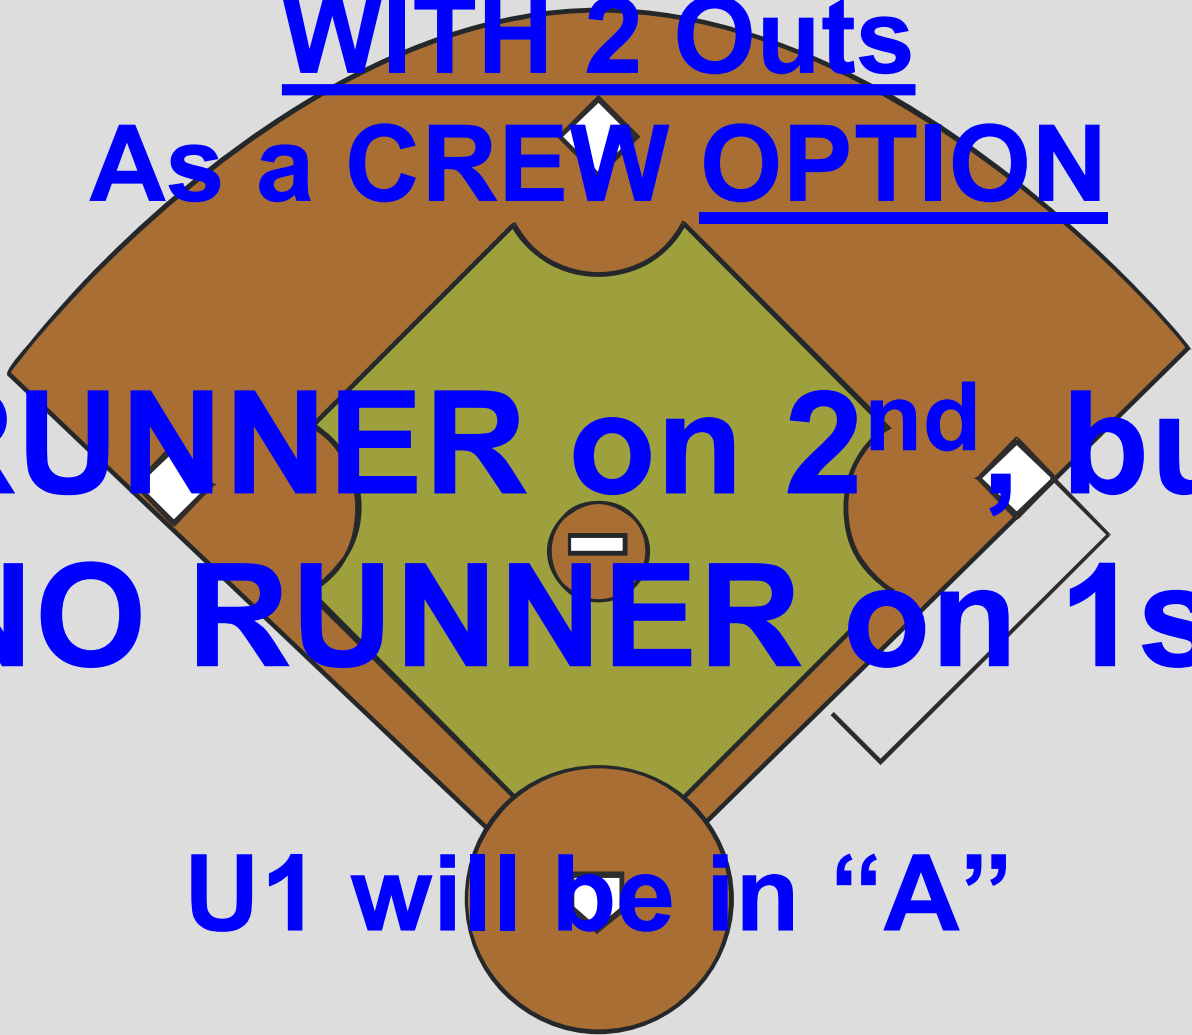 WITH 2 Outs
As a CREW OPTION
RUNNER on 2nd, bu
NO RUNNER on 1s
U1 will be in “A”